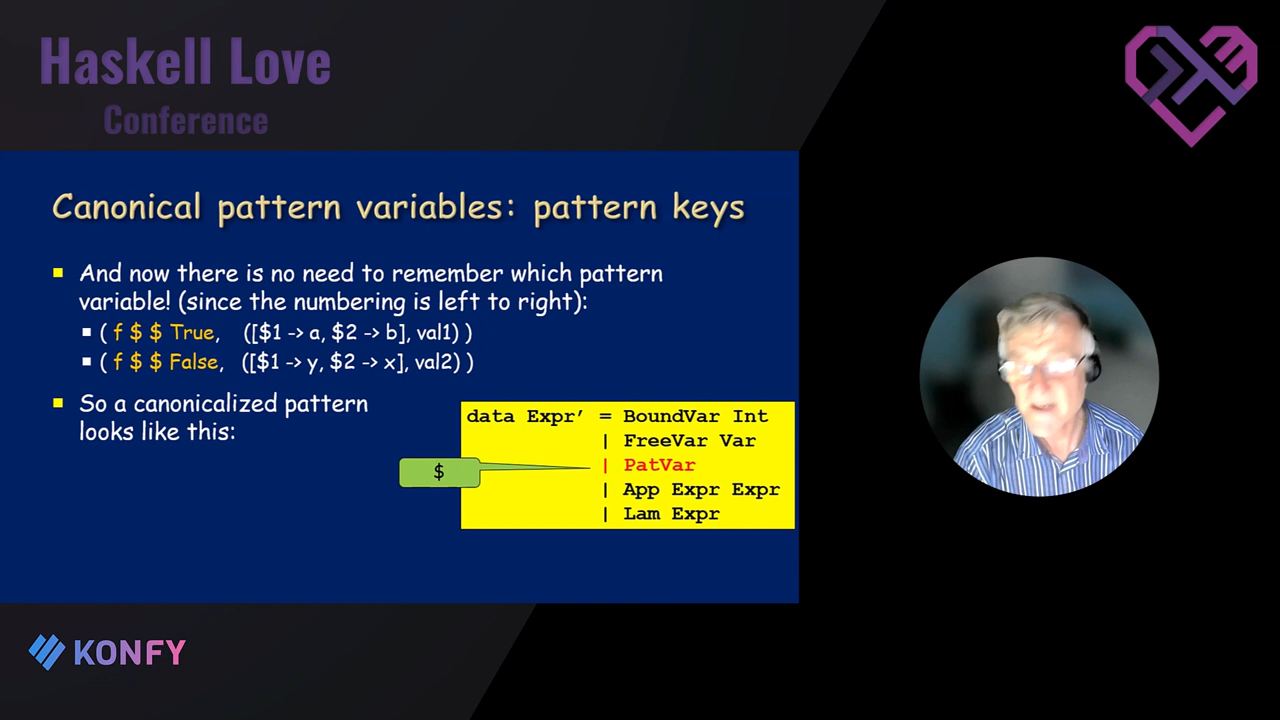 Haskell Love
Conference
Canonical pattern variables: pattern keys
And now there is no need to remember which pattern
variable! (since the numbering is left to right):
( f $ $ True, ([$1 -> a, $2 -> b], val1) )
( f $ $ False, ([$1 -> y, $2 -> x], val2) )
So a canonicalized pattern
looks like this:
data Expr’ = BoundVar Int
| FreeVar Var
$
| PatVar
| App Expr Expr
| Lam Expr
KONFY